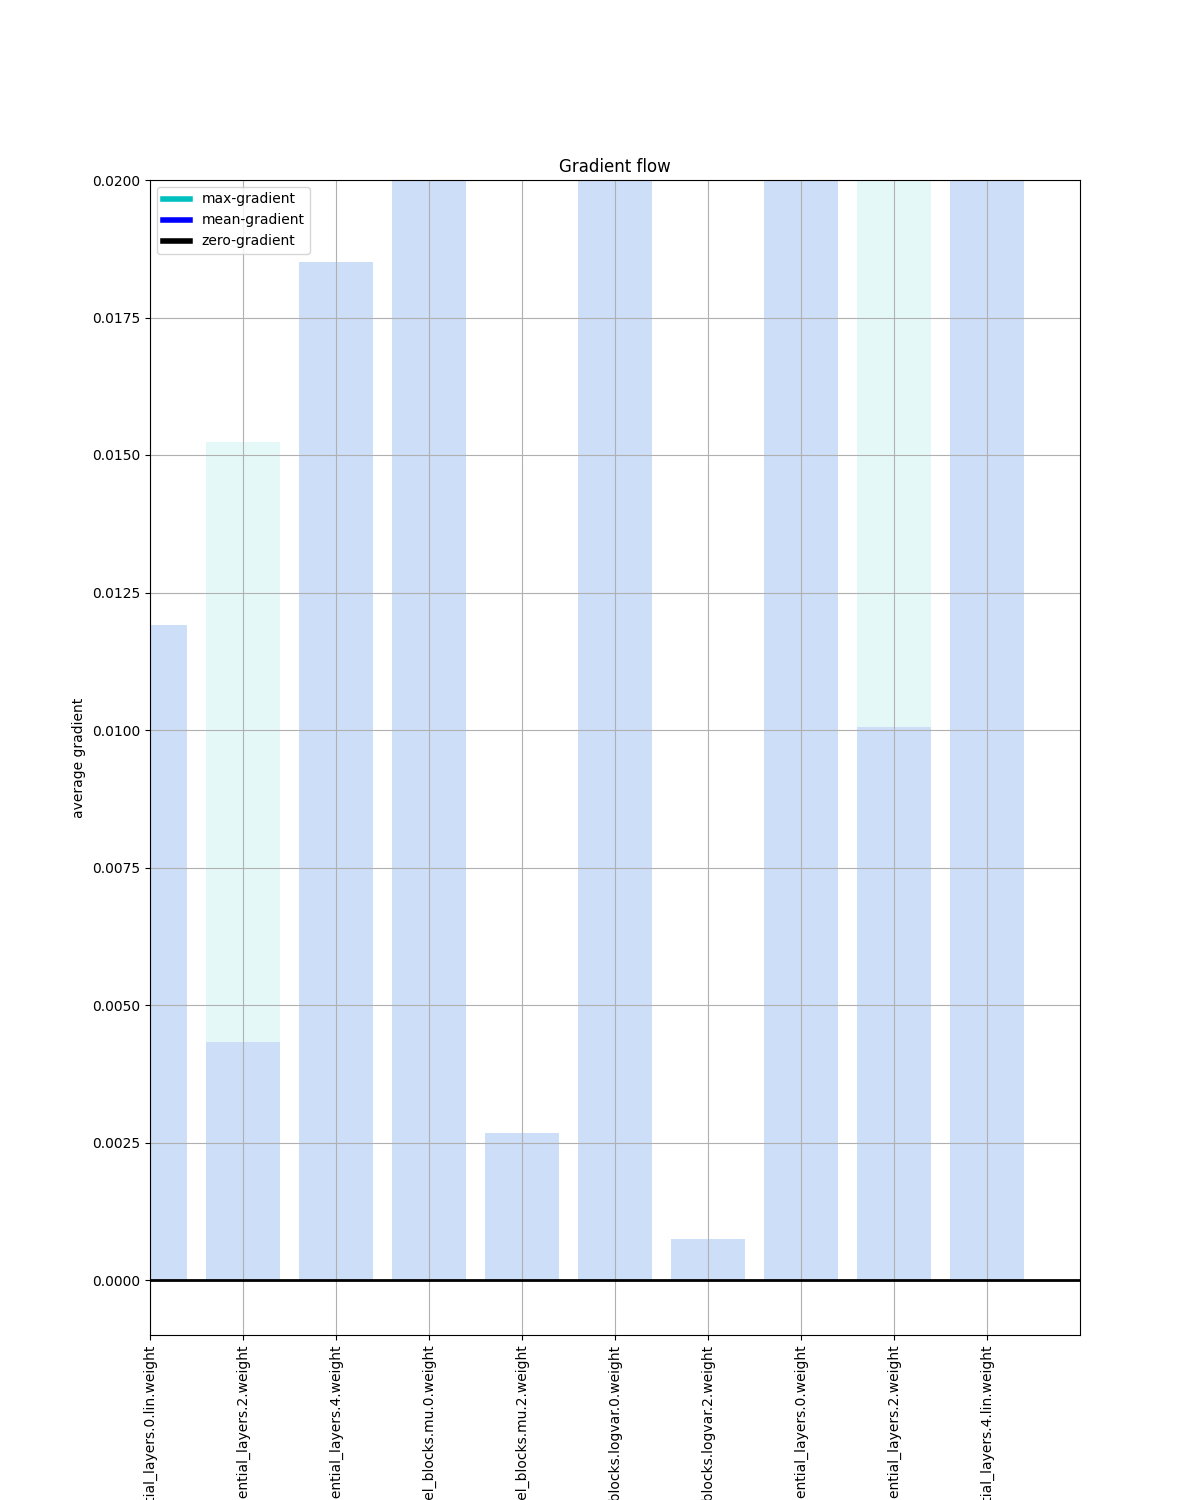 Gradient flow
max-gradient
mean-gradient
zero-gradient
0.0200
0.0175
0.0150
0.0125
0.0100
0.0075
0.0050
0.0025
0.0000
average gradient
tial_layers.0.lin.weight
ential_layers.2.weight
ential_layers.4.weight
el_blocks.mu.0.weight
el_blocks.mu.2.weight
blocks.logvar.0.weight
blocks.logvar.2.weight
ential_layers.0.weight
ential_layers.2.weight
tial_layers.4.lin.weight